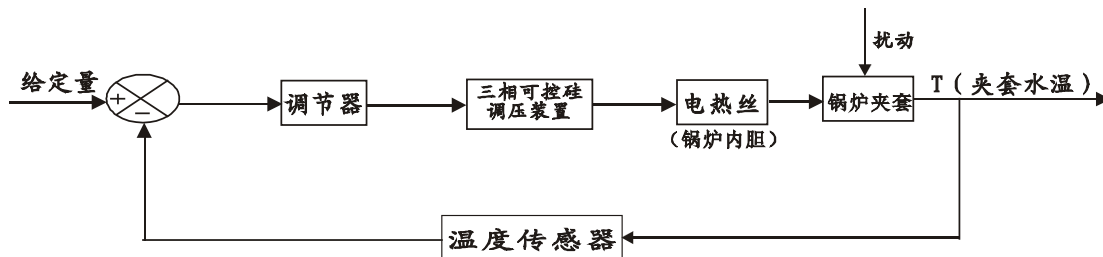 扰动
给定量
+
−
调节器
三相可控硅
调压装置
电热丝
(锅炉内胆)
锅炉夹套
T(夹套水温)
温度传感器